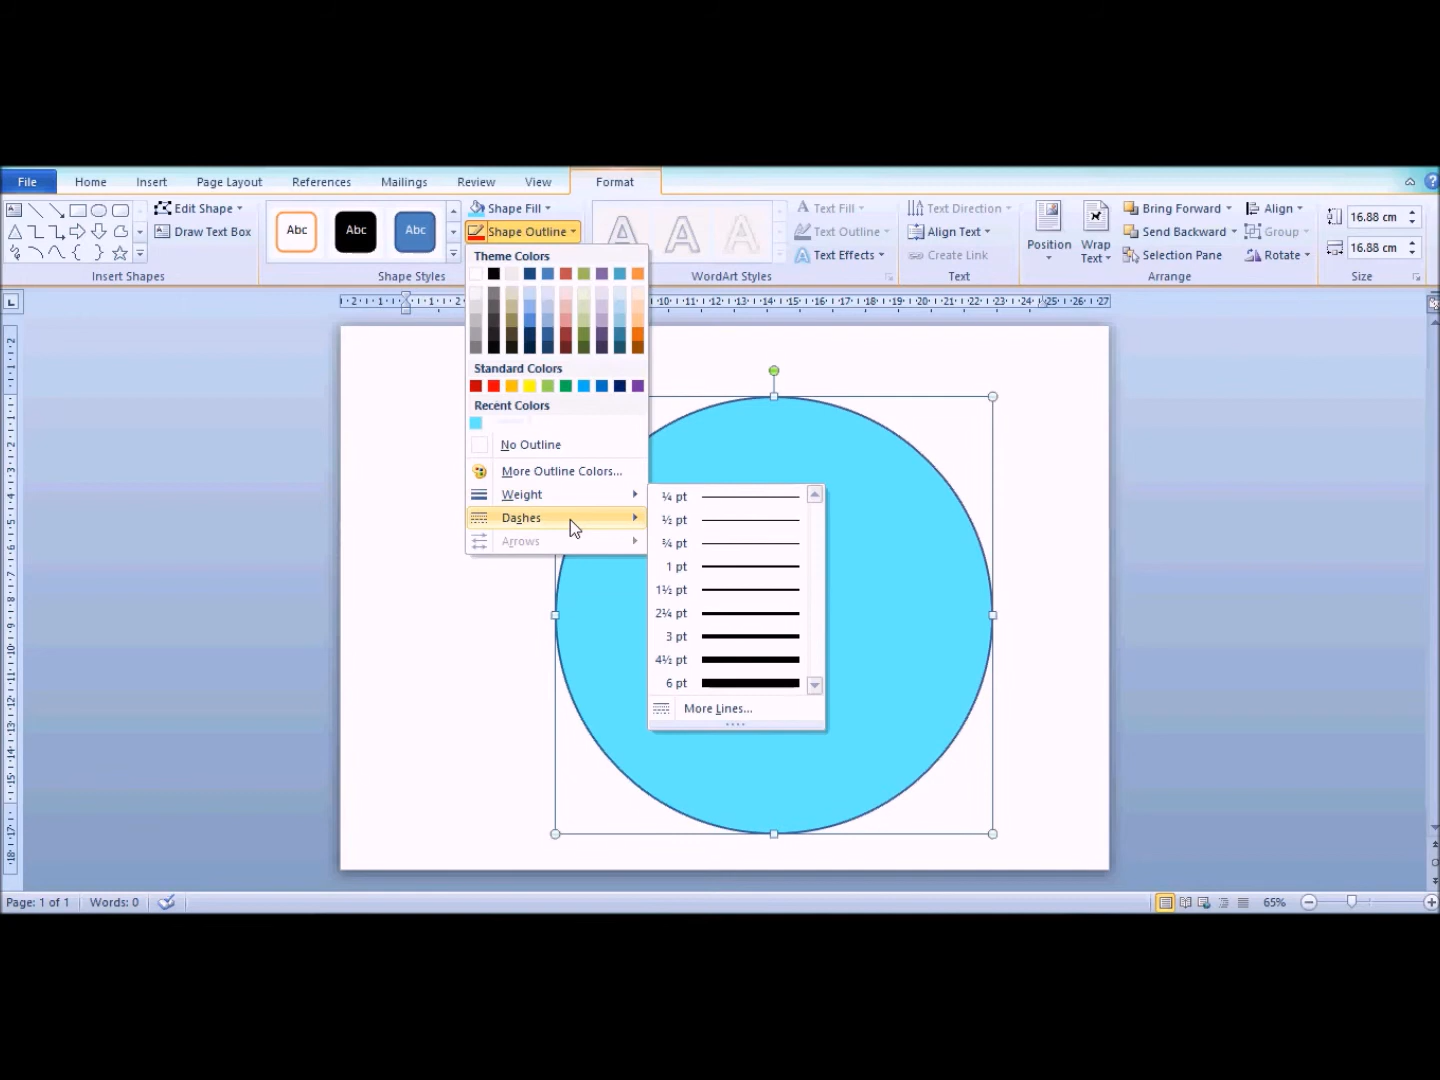 File Home Insert Page Layout References Mailings Review View Format
Edit Shape
Draw Text Box
Insert Shapes
Abc Abc Abc
Shape Fill
Shape Outline
Shape Styles
WordArt Styles
Text Fill
Text Outline
Text Effects
Text Direction
Align Text
Create Link
Text
Position
Wrap Text
Bring Forward
Send Backward
Selection Pane
Align
Group
Rotate
Arrange
16.88 cm
16.88 cm
Size
Theme Colors
Standard Colors
Recent Colors
No Outline
More Outline Colors...
Weight
Dashes
Arrows
¼ pt
½ pt
¾ pt
1 pt
1½ pt
2¼ pt
3 pt
4½ pt
6 pt
More Lines...
Page: 1 of 1 Words: 0 65%